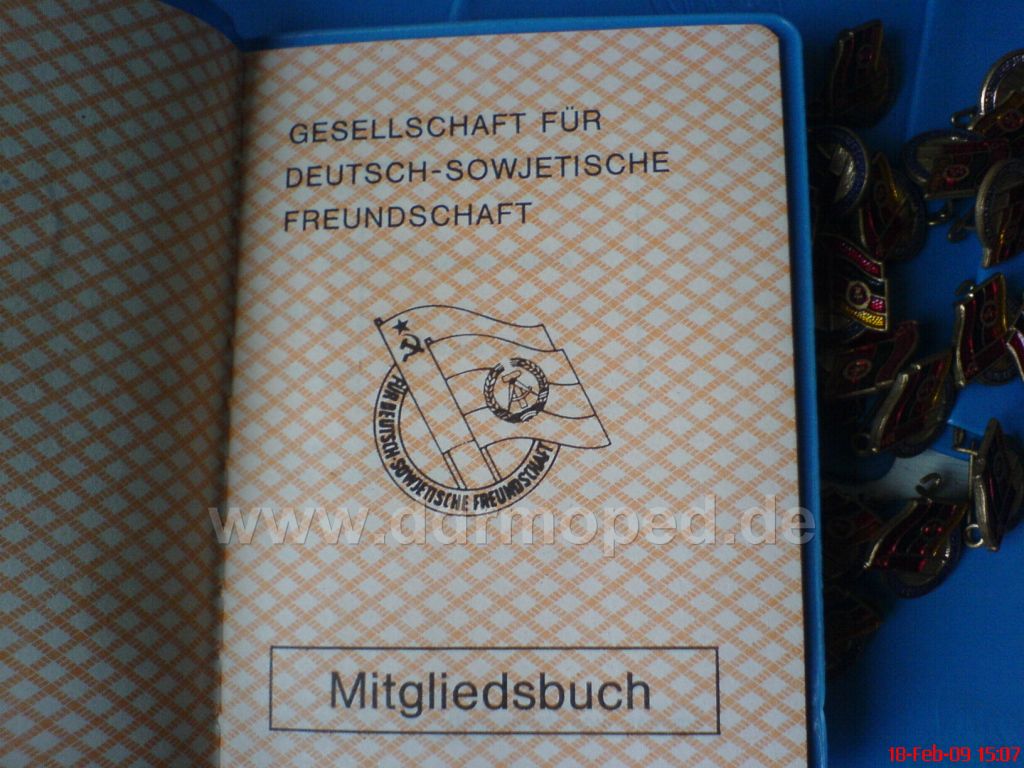 GESELLSCHAFT FÜR
DEUTSCH-SOWJETISCHE
FREUNDSCHAFT
FÜR DEUTSCH-SOWJETISCHE FREUNDSCHAFT
www.ddrmoped.de
Mitgliedsbuch
18-Feb-09 15:07